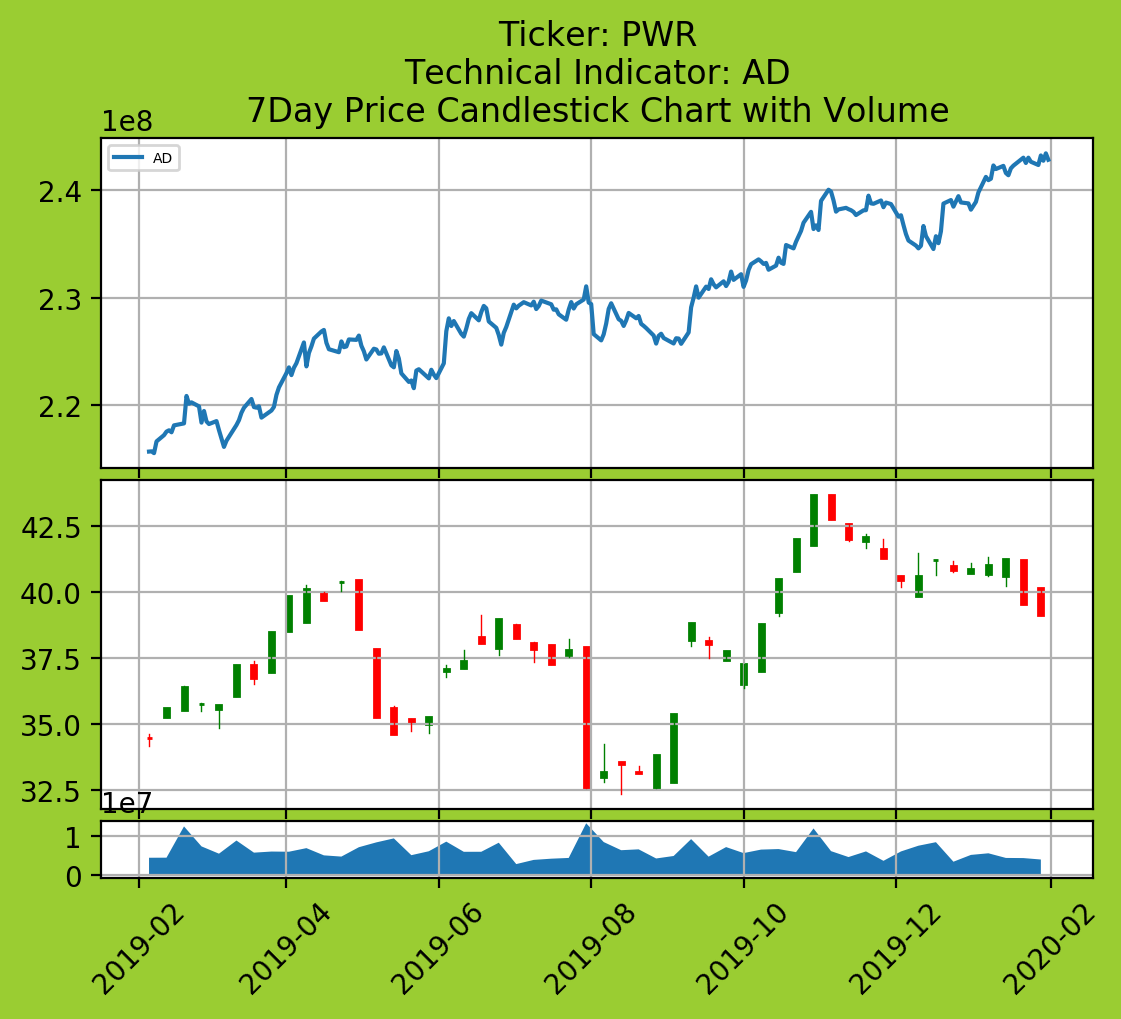 Ticker: PWR
Technical Indicator: AD
7Day Price Candlestick Chart with Volume
1e8
AD
2.4
2.3
2.2
42.5
40.0
37.5
35.0
32.5
1e7
1
0
2019-02
2019-04
2019-06
2019-08
2019-10
2019-12
2020-02